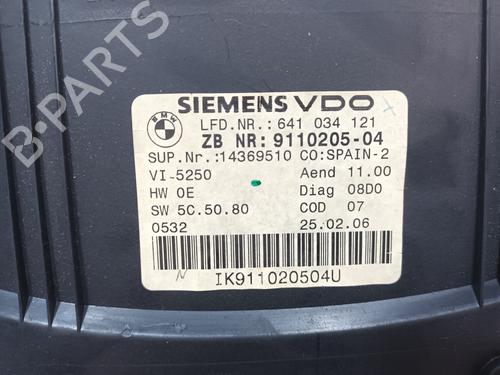 SIEMENS VDO
BMW
LFD.NR.:641 034 121
ZB NR:9110205-04
SUP.Nr.:14369510 CO:SPAIN-2
VI-5250 Aend 11.00
HW 0E Diag 08D0
SW 5C.50.80 COD 07
0532 25.02.06
N
IK911020504U
B-PARTS